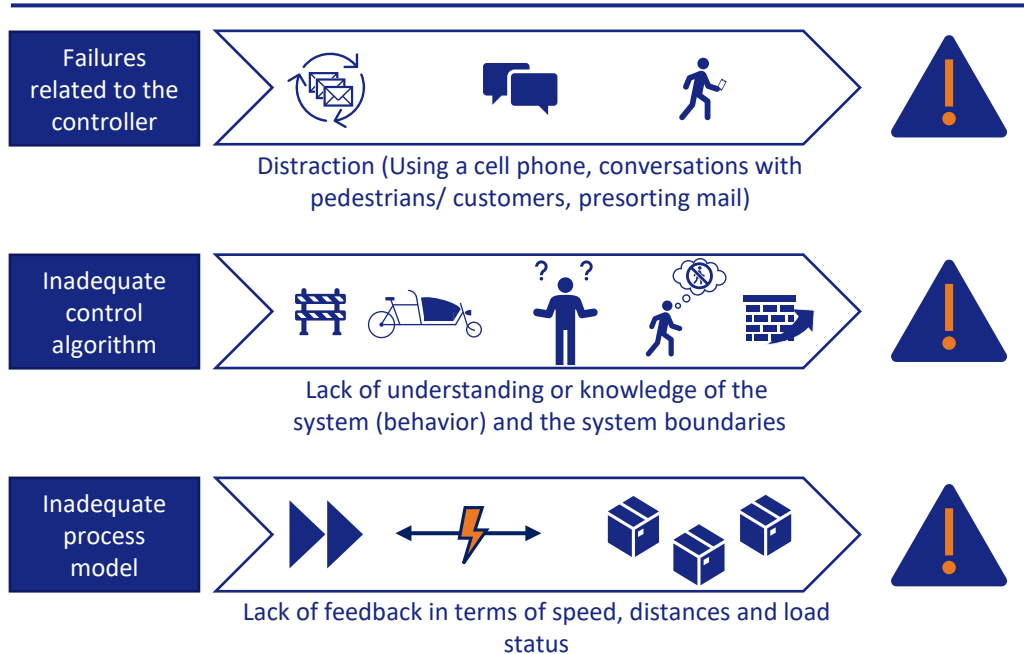 Failures
related to the
controller
Distraction (Using a cell phone, conversations with
pedestrians/ customers, presorting mail)
Inadequate
control
algorithm
? ?
Lack of understanding or knowledge of the
system (behavior) and the system boundaries
Inadequate
process
model
Lack of feedback in terms of speed, distances and load
status